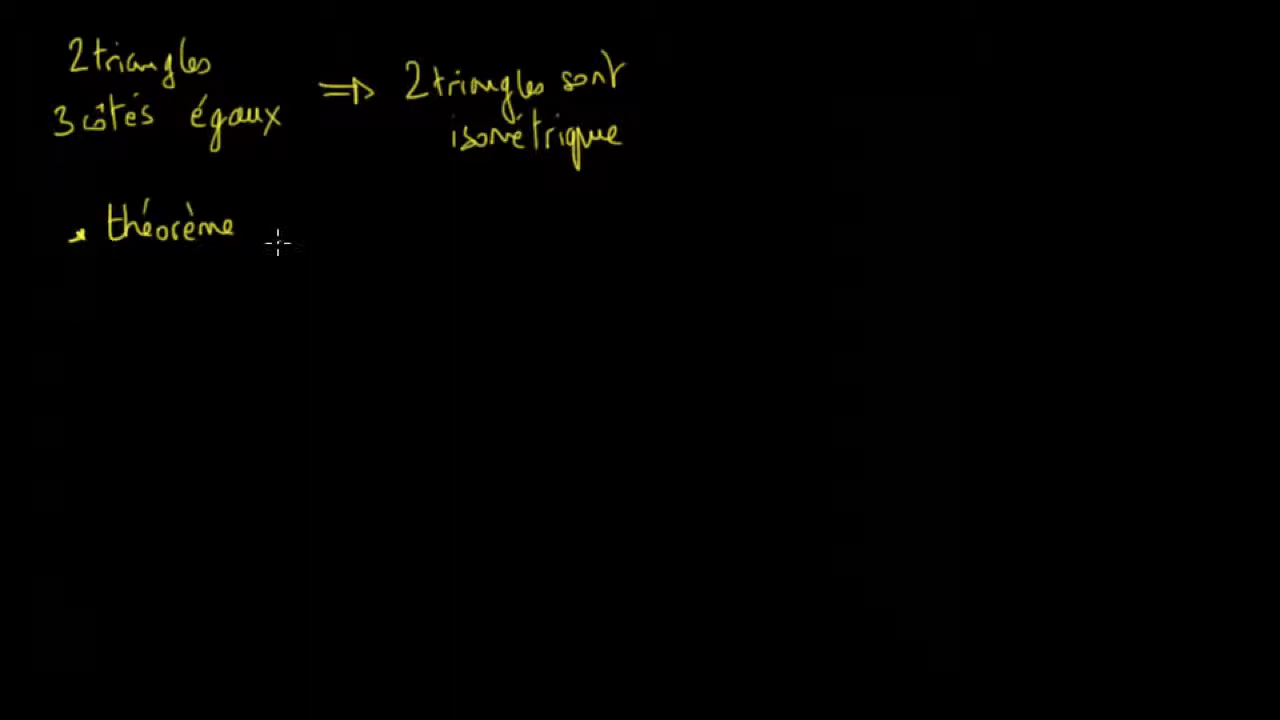 2 triangles
3 côtés égaux
⇒ 2 triangles sont
isométrique
* théorème